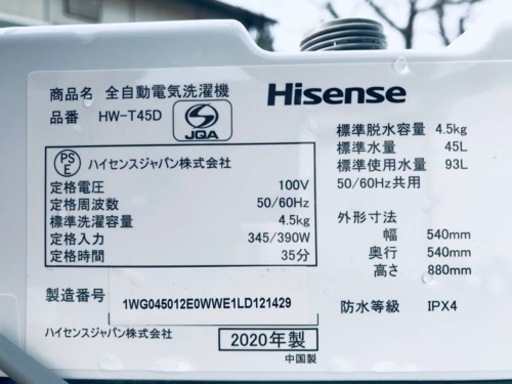 商品名 全自動電気洗濯機
品番 HW-T45D
S
JQA
Hisense
PS
E
ハイセンスジャパン株式会社
定格電圧 100V
定格周波数 50/60Hz
標準洗濯容量 4.5kg
定格入力 345/390W
定格時間 35分
標準脱水容量 4.5kg
標準水量 45L
標準使用水量 93L
50/60Hz共用
外形寸法
幅 540mm
奥行 540mm
高さ 880mm
製造番号 1WG045012E0WWE1LD121429
防水等級 IPX4
ハイセンスジャパン株式会社
2020年製
中国製